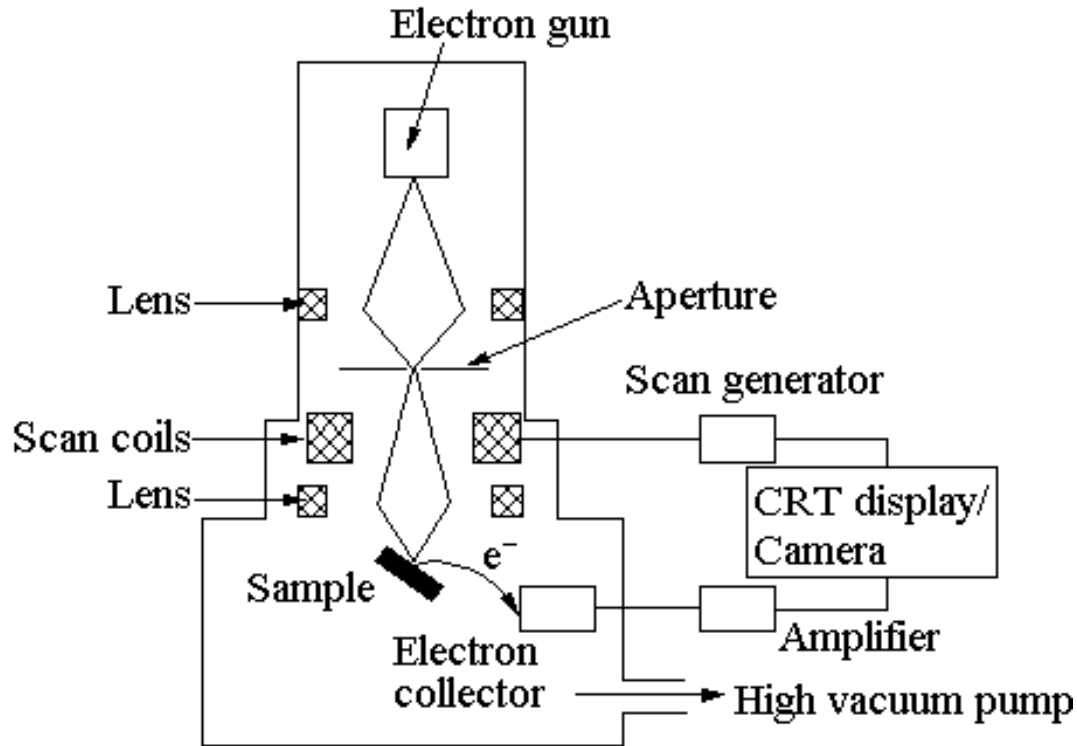 Electron gun
Lens
Aperture
Scan generator
Scan coils
Lens
CRT display/
Camera
e⁻
Sample
Amplifier
Electron
collector
High vacuum pump